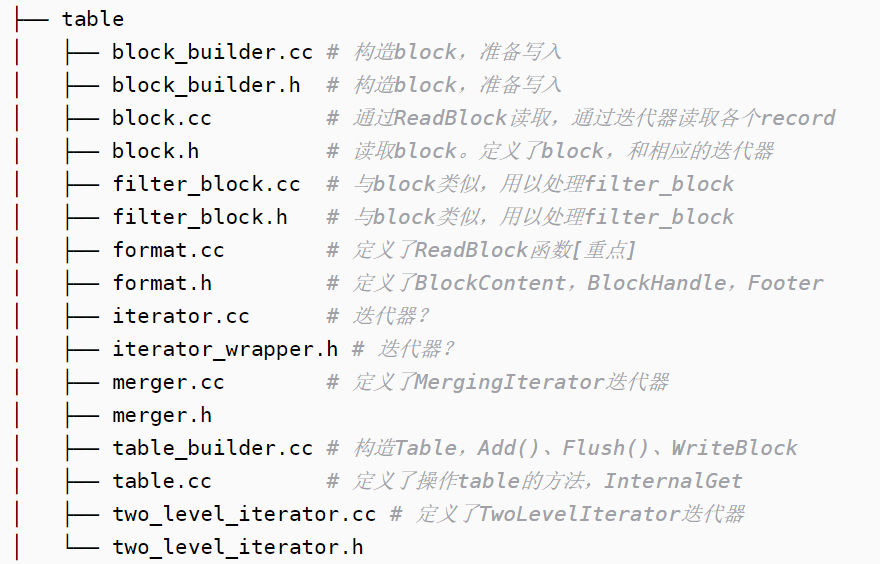 ├── table
│   ├── block_builder.cc # 构造block，准备写入
│   ├── block_builder.h  # 构造block，准备写入
│   ├── block.cc         # 通过ReadBlock读取，通过迭代器读取各个record
│   ├── block.h          # 读取block。定义了block，和相应的迭代器
│   ├── filter_block.cc  # 与block类似，用以处理filter_block
│   ├── filter_block.h   # 与block类似，用以处理filter_block
│   ├── format.cc        # 定义了ReadBlock函数[重点]
│   ├── format.h         # 定义了BlockContent，BlockHandle，Footer
│   ├── iterator.cc      # 迭代器？
│   ├── iterator_wrapper.h # 迭代器？
│   ├── merger.cc        # 定义了MergingIterator迭代器
│   ├── merger.h
│   ├── table_builder.cc # 构造Table，Add()、Flush()、WriteBlock
│   ├── table.cc         # 定义了操作table的方法，InternalGet
│   ├── two_level_iterator.cc # 定义了TwoLevelIterator迭代器
│   └── two_level_iterator.h